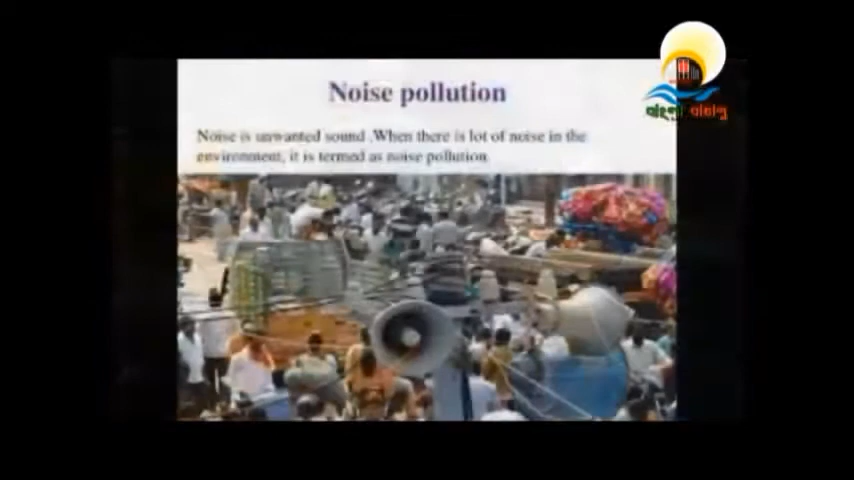 Noise pollution
Noise is unwanted sound .When there is lot of noise in the
environment, it is termed as noise pollution